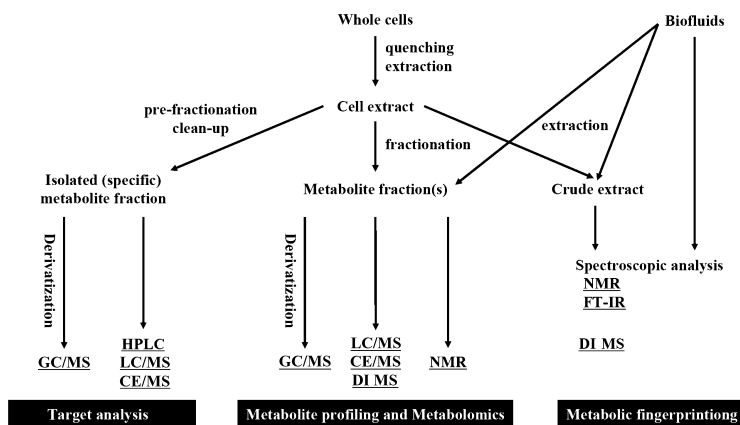 Whole cells
Biofluids
quenching
extraction
pre-fractionation
clean-up
Cell extract
extraction
fractionation
Isolated (specific)
metabolite fraction
Metabolite fraction(s)
Crude extract
Derivatization
Derivatization
Spectroscopic analysis
NMR
FT-IR
DI MS
GC/MS
HPLC
LC/MS
CE/MS
GC/MS
LC/MS
CE/MS
DI MS
NMR
Target analysis
Metabolite profiling and Metabolomics
Metabolic fingerprintiong